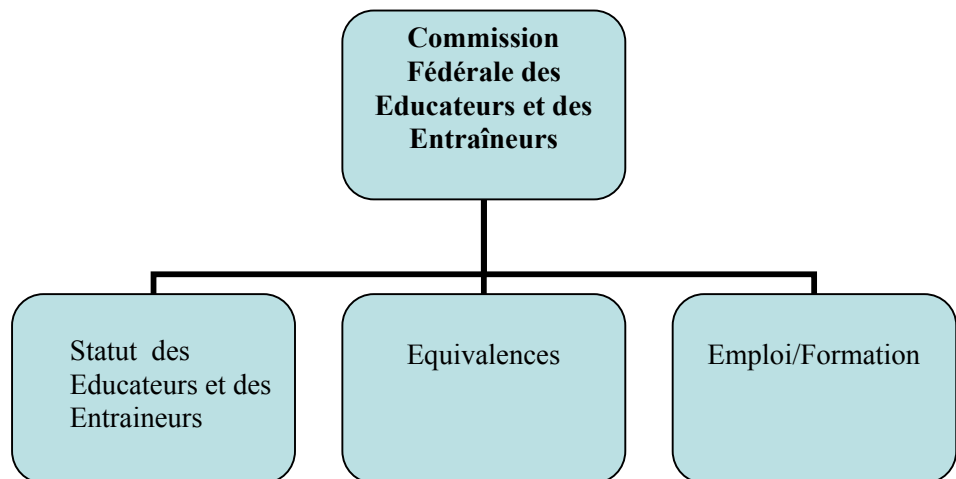 Commission
Fédérale des
Educateurs et des
Entraîneurs
Statut des
Educateurs et des
Entraineurs
Equivalences
Emploi/Formation